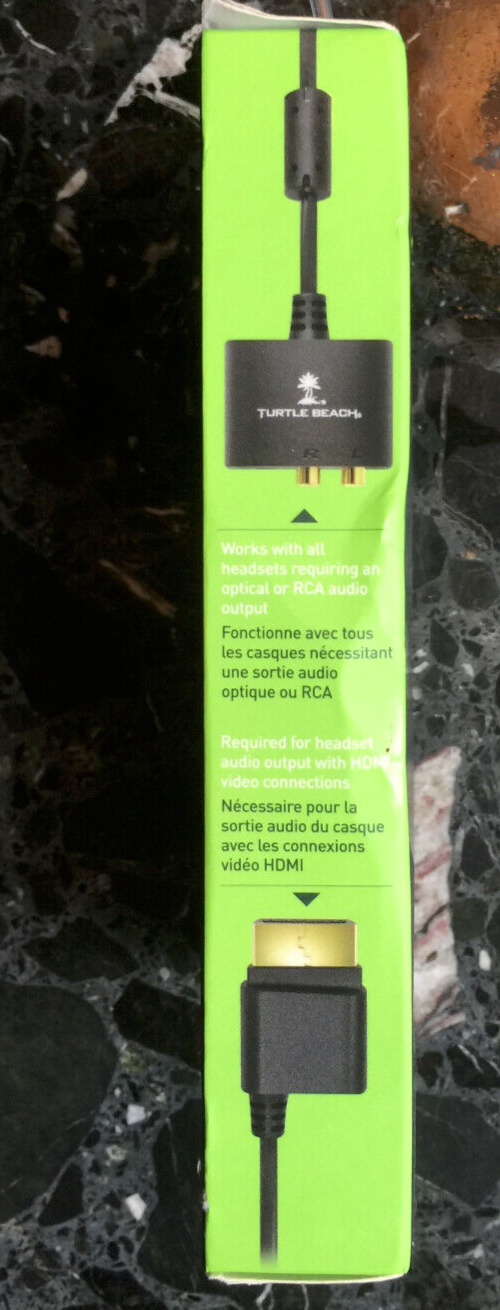 TURTLE BEACH®
R L
Works with all
headsets requiring an
optical or RCA audio
output
Fonctionne avec tous
les casques nécessitant
une sortie audio
optique ou RCA
Required for headset
audio output with HDMI
video connections
Nécessaire pour la
sortie audio du casque
avec les connexions
vidéo HDMI